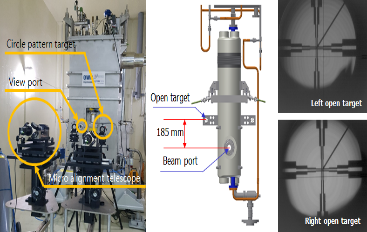 Circle pattern target
View port
Micro alignment telescope
Open target
185 mm
Beam port
Left open target
Right open target